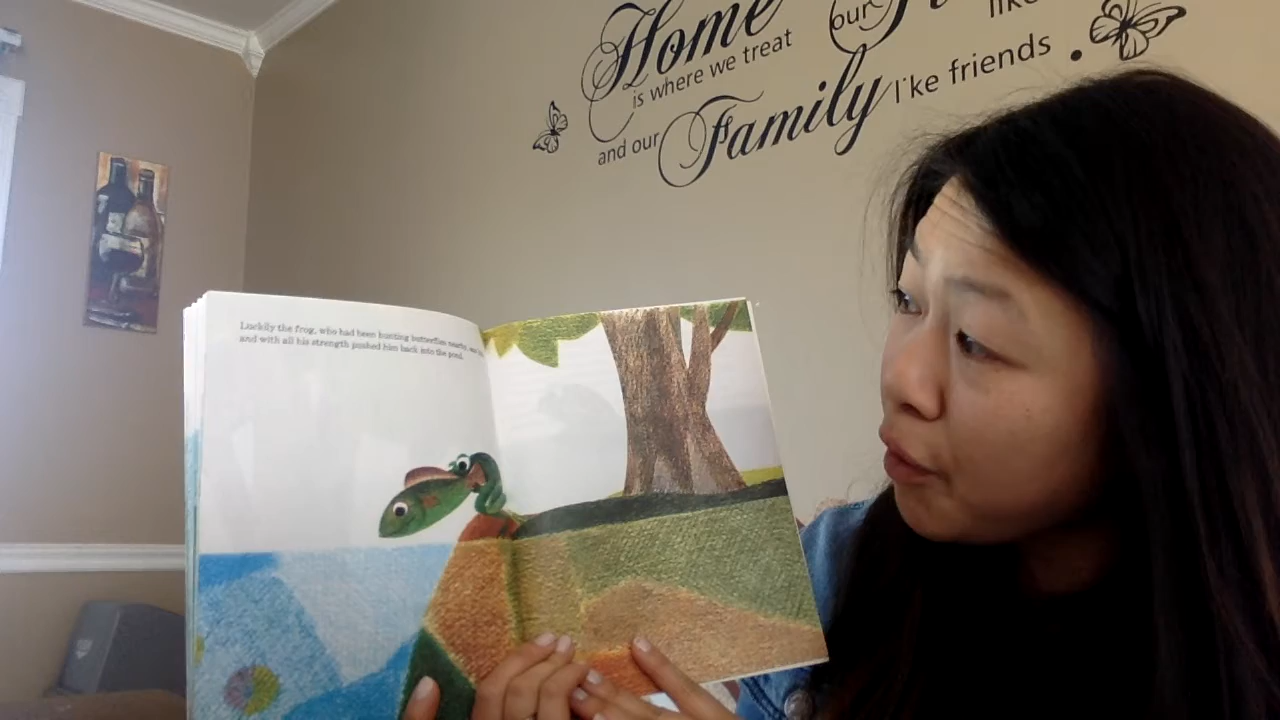 Home our
is where we treat
and our Family like friends
Luckily the frog, who had been hunting butterflies nearby, saw
and with all his strength pushed him back into the pond.